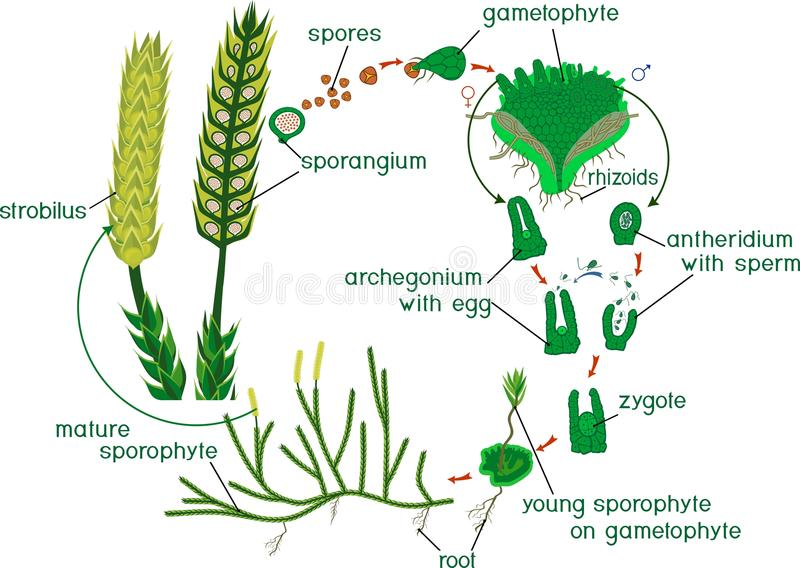 gametophyte
spores
♂
♀
sporangium
rhizoids
strobilus
antheridium
with sperm
archegonium
with egg
dreamstime
zygote
mature
sporophyte
young sporophyte
on gametophyte
root